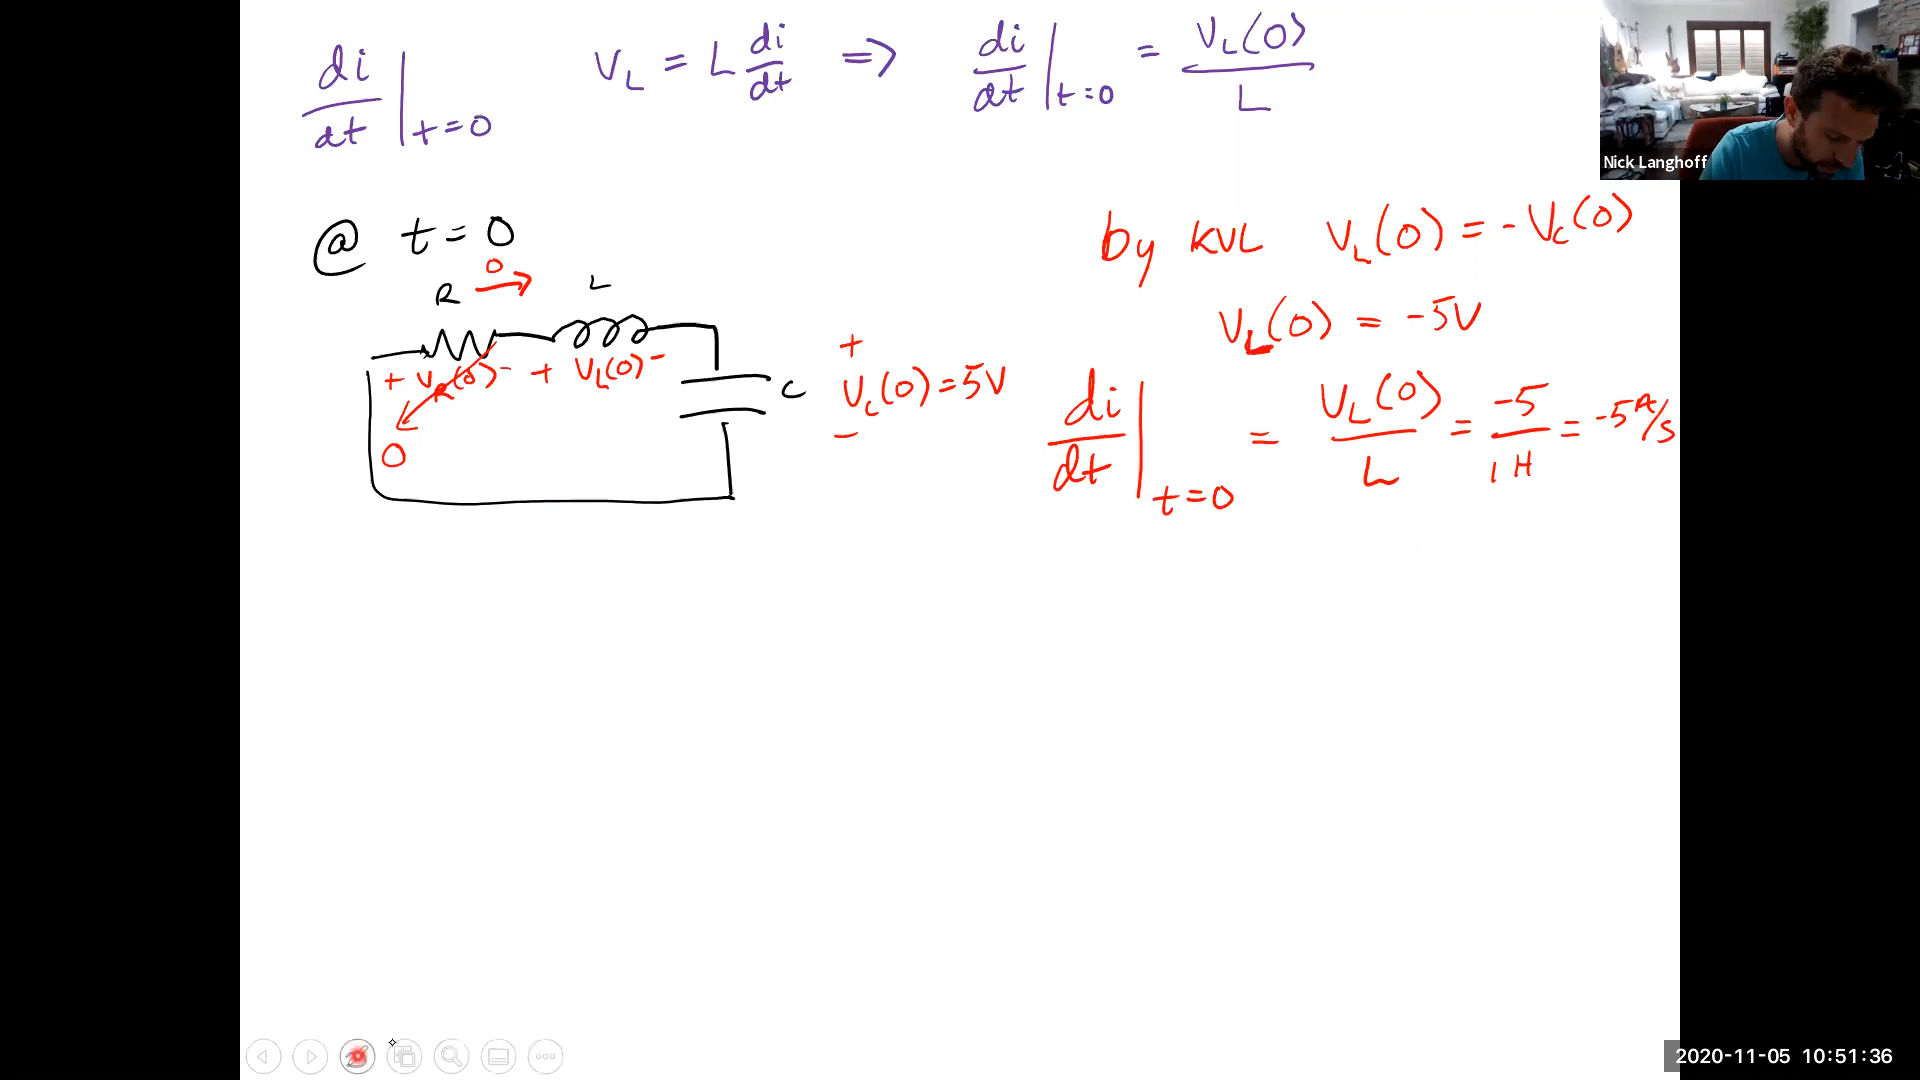 di/dt|t=0   VL = L di/dt => di/dt|t=0 = VL(0)/L
Nick Langhoff
@ t=0
by KVL VL(0) = -Vc(0)
0
R → L
VL(0) = -5V
+ VR(0) - + VL(0) -
0
+
Vc(0) = 5V
-
C
di/dt|t=0 = VL(0)/L = -5/1H = -5 A/s
2020-11-05 10:51:36